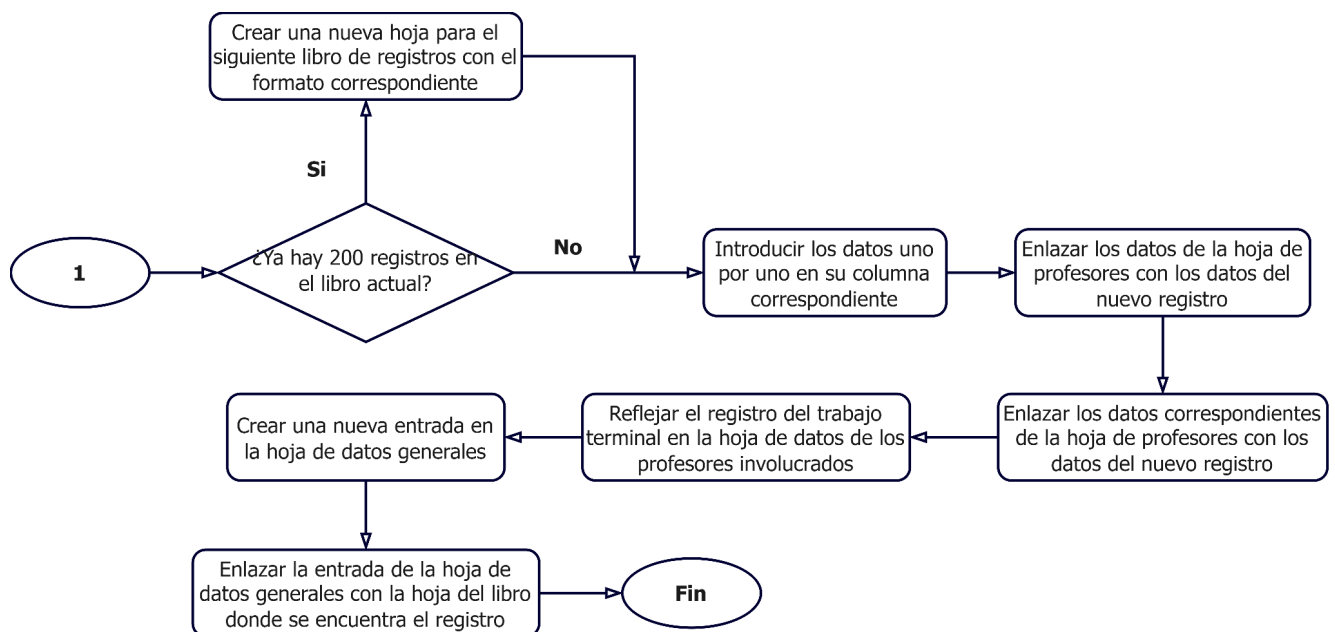 Crear una nueva hoja para el
siguiente libro de registros con el
formato correspondiente
Si
1
¿Ya hay 200 registros en
el libro actual?
No
Introducir los datos uno
por uno en su columna
correspondiente
Enlazar los datos de la hoja de
profesores con los datos del
nuevo registro
Enlazar los datos correspondientes
de la hoja de profesores con los
datos del nuevo registro
Reflejar el registro del trabajo
terminal en la hoja de datos de los
profesores involucrados
Crear una nueva entrada en
la hoja de datos generales
Enlazar la entrada de la hoja de
datos generales con la hoja del libro
donde se encuentra el registro
Fin